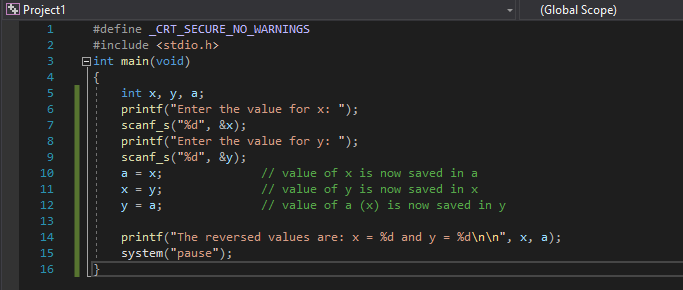 Project1 (Global Scope)
1 #define _CRT_SECURE_NO_WARNINGS
2 #include <stdio.h>
3 int main(void)
4 {
5 int x, y, a;
6 printf("Enter the value for x: ");
7 scanf_s("%d", &x);
8 printf("Enter the value for y: ");
9 scanf_s("%d", &y);
10 a = x; // value of x is now saved in a
11 x = y; // value of y is now saved in x
12 y = a; // value of a (x) is now saved in y
13
14 printf("The reversed values are: x = %d and y = %d\n\n", x, a);
15 system("pause");
16 }